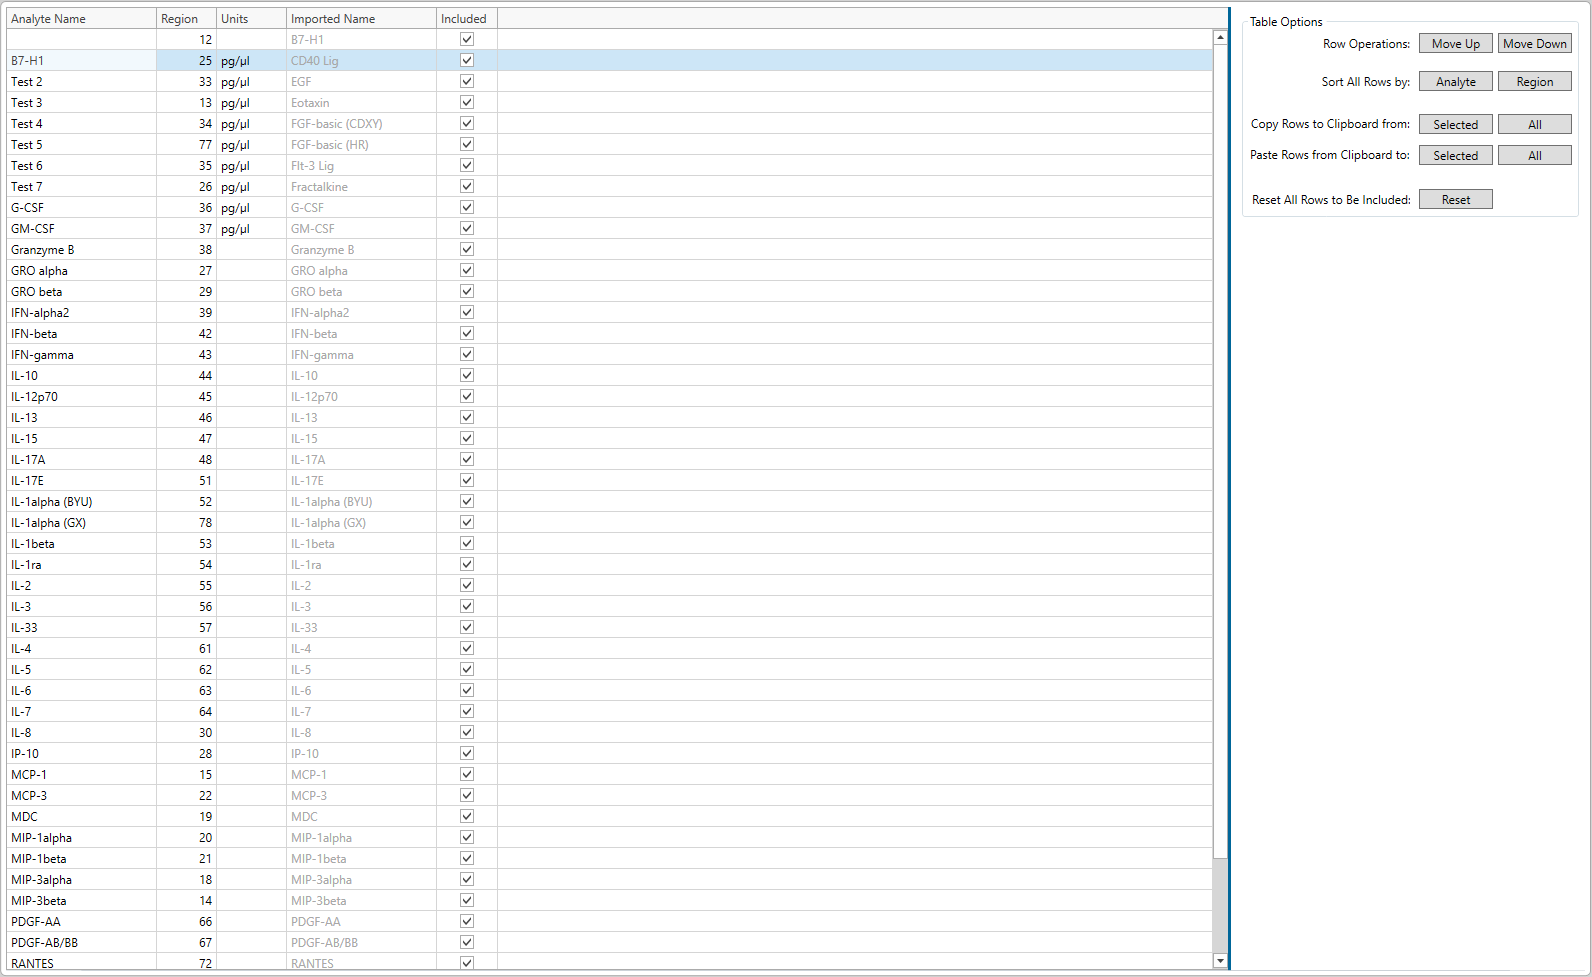 Analyte Name Region Units Imported Name Included
12 B7-H1
B7-H1 25 pg/µl CD40 Lig
Test 2 33 pg/µl EGF
Test 3 13 pg/µl Eotaxin
Test 4 34 pg/µl FGF-basic (CDXY)
Test 5 77 pg/µl FGF-basic (HR)
Test 6 35 pg/µl Flt-3 Lig
Test 7 26 pg/µl Fractalkine
G-CSF 36 pg/µl G-CSF
GM-CSF 37 pg/µl GM-CSF
Granzyme B 38 Granzyme B
GRO alpha 27 GRO alpha
GRO beta 29 GRO beta
IFN-alpha2 39 IFN-alpha2
IFN-beta 42 IFN-beta
IFN-gamma 43 IFN-gamma
IL-10 44 IL-10
IL-12p70 45 IL-12p70
IL-13 46 IL-13
IL-15 47 IL-15
IL-17A 48 IL-17A
IL-17E 51 IL-17E
IL-1alpha (BYU) 52 IL-1alpha (BYU)
IL-1alpha (GX) 78 IL-1alpha (GX)
IL-1beta 53 IL-1beta
IL-1ra 54 IL-1ra
IL-2 55 IL-2
IL-3 56 IL-3
IL-33 57 IL-33
IL-4 61 IL-4
IL-5 62 IL-5
IL-6 63 IL-6
IL-7 64 IL-7
IL-8 30 IL-8
IP-10 28 IP-10
MCP-1 15 MCP-1
MCP-3 22 MCP-3
MDC 19 MDC
MIP-1alpha 20 MIP-1alpha
MIP-1beta 21 MIP-1beta
MIP-3alpha 18 MIP-3alpha
MIP-3beta 14 MIP-3beta
PDGF-AA 66 PDGF-AA
PDGF-AB/BB 67 PDGF-AB/BB
RANTES 72 RANTES
Table Options
Row Operations: Move Up Move Down
Sort All Rows by: Analyte Region
Copy Rows to Clipboard from: Selected All
Paste Rows from Clipboard to: Selected All
Reset All Rows to Be Included: Reset